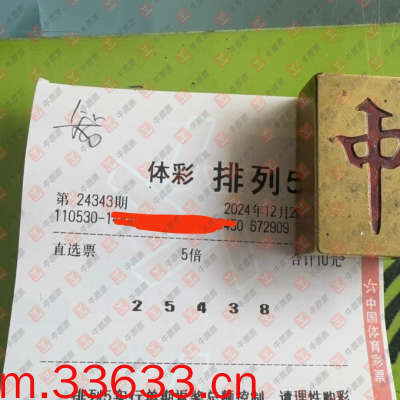 体彩 排列5
第 24343期
2024年12月2
110530-1
450 672909
直选票 5倍 合计10元
2 5 4 3 8
中
中国体育彩票
m.33633.cn